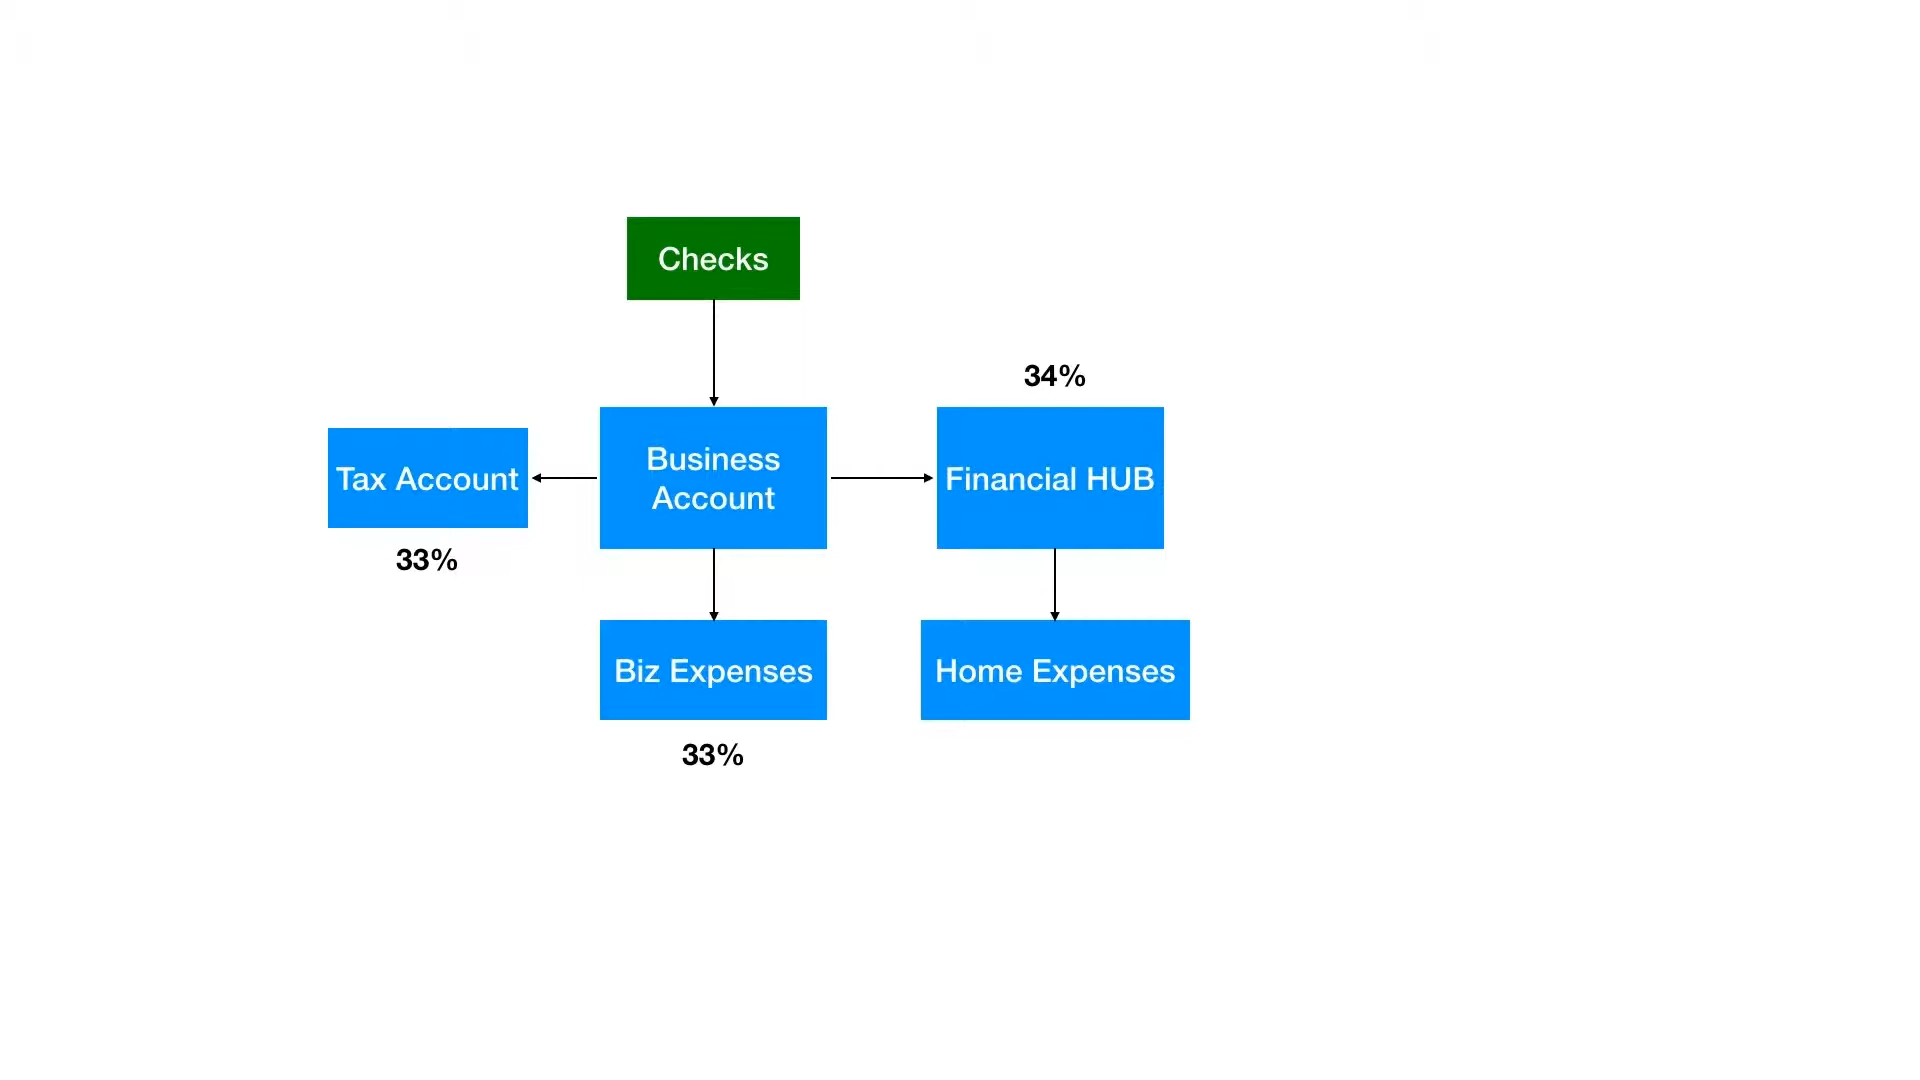 Checks
34%
Tax Account
Business
Account
Financial HUB
33%
Biz Expenses
Home Expenses
33%